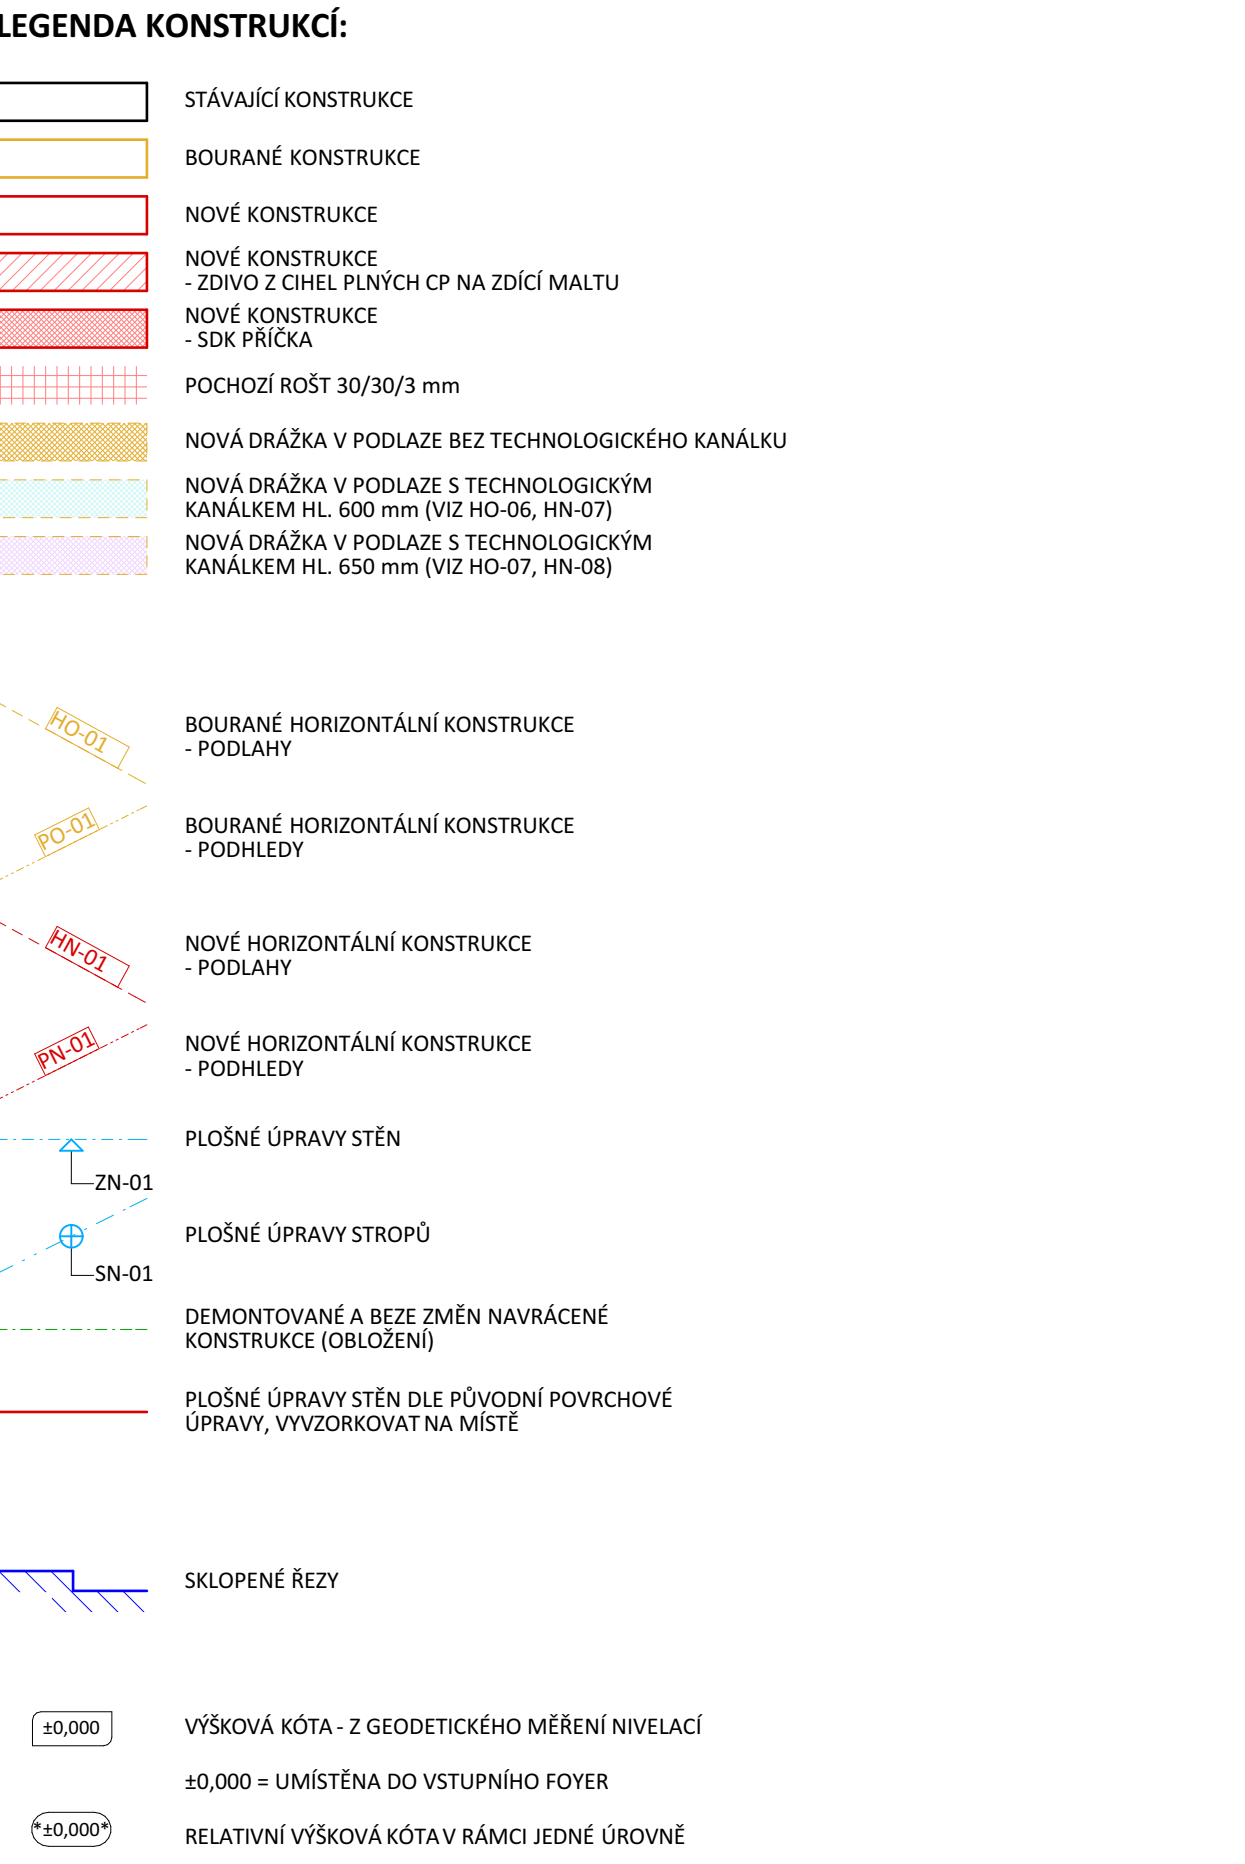 LEGENDA KONSTRUKCÍ:
STÁVAJÍCÍ KONSTRUKCE
BOURANÉ KONSTRUKCE
NOVÉ KONSTRUKCE
NOVÉ KONSTRUKCE
- ZDIVO Z CIHEL PLNÝCH CP NA ZDÍCÍ MALTU
NOVÉ KONSTRUKCE
- SDK PŘÍČKA
POCHOZÍ ROŠT 30/30/3 mm
NOVÁ DRÁŽKA V PODLAZE BEZ TECHNOLOGICKÉHO KANÁLKU
NOVÁ DRÁŽKA V PODLAZE S TECHNOLOGICKÝM
KANÁLKEM HL. 600 mm (VIZ HO-06, HN-07)
NOVÁ DRÁŽKA V PODLAZE S TECHNOLOGICKÝM
KANÁLKEM HL. 650 mm (VIZ HO-07, HN-08)
HO-01
BOURANÉ HORIZONTÁLNÍ KONSTRUKCE
- PODLAHY
PO-01
BOURANÉ HORIZONTÁLNÍ KONSTRUKCE
- PODHLEDY
HN-01
NOVÉ HORIZONTÁLNÍ KONSTRUKCE
- PODLAHY
PN-01
NOVÉ HORIZONTÁLNÍ KONSTRUKCE
- PODHLEDY
PLOŠNÉ ÚPRAVY STĚN
ZN-01
PLOŠNÉ ÚPRAVY STROPŮ
SN-01
DEMONTOVANÉ A BEZE ZMĚN NAVRÁCENÉ
KONSTRUKCE (OBLOŽENÍ)
PLOŠNÉ ÚPRAVY STĚN DLE PŮVODNÍ POVRCHOVÉ
ÚPRAVY, VYVZORKOVAT NA MÍSTĚ
SKLOPENÉ ŘEZY
±0,000
VÝŠKOVÁ KÓTA - Z GEODETICKÉHO MĚŘENÍ NIVELACÍ
±0,000 = UMÍSTĚNA DO VSTUPNÍHO FOYER
*±0,000*
RELATIVNÍ VÝŠKOVÁ KÓTA V RÁMCI JEDNÉ ÚROVNĚ